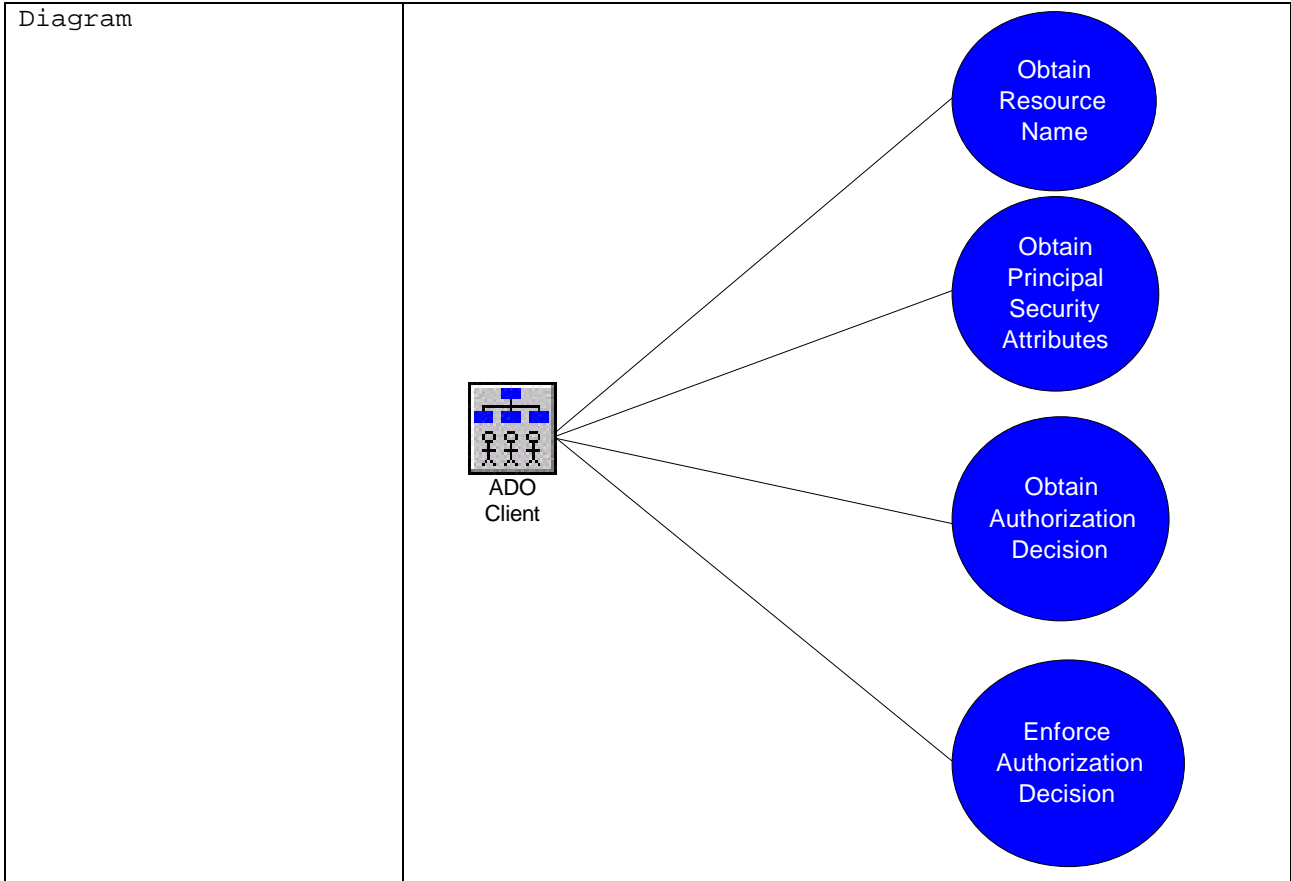 Diagram
Obtain
Resource
Name
Obtain
Principal
Security
Attributes
ADO
Client
Obtain
Authorization
Decision
Enforce
Authorization
Decision